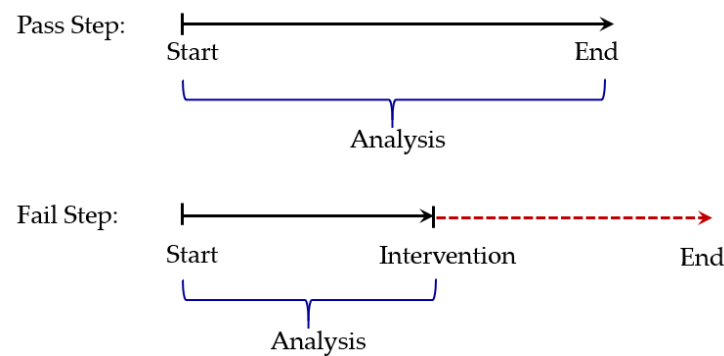 Pass Step:
Start End
Analysis
Fail Step:
Start Intervention End
Analysis